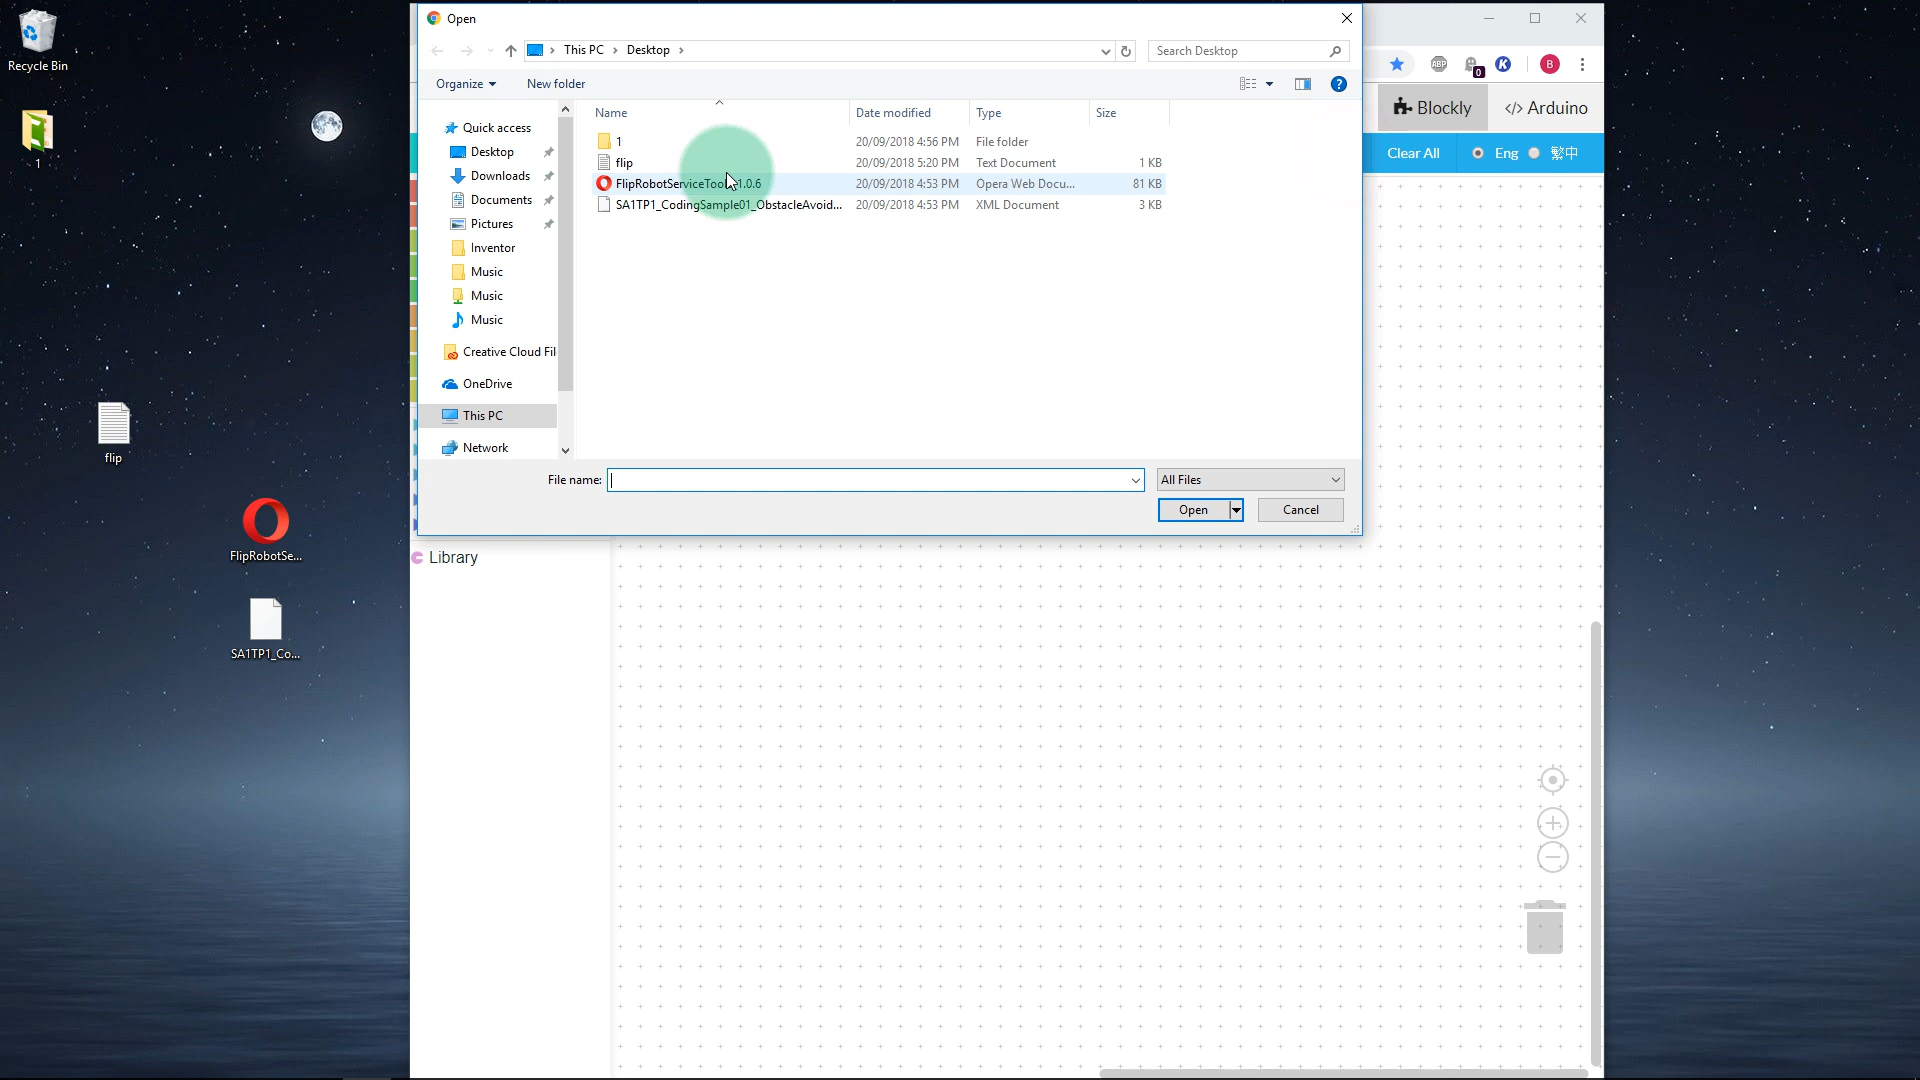 Recycle Bin
1
flip
FlipRobotSe...
SA1TP1_Co...
Open
This PC > Desktop >
Search Desktop
Organize
New folder
Name
Date modified
Type
Size
Quick access
Desktop
Downloads
Documents
Pictures
Inventor
Music
Music
Music
Creative Cloud Fil
OneDrive
This PC
Network
1 20/09/2018 4:56 PM File folder
flip 20/09/2018 5:20 PM Text Document 1 KB
20/09/2018 4:53 PM Opera Web Docu... 81 KB
SA1TP1_CodingSample01_ObstacleAvoid... 20/09/2018 4:53 PM XML Document 3 KB
File name:
All Files
Open
Cancel
ABP
0
K
B
Blockly
</> Arduino
Clear All
Eng
繁中
Library